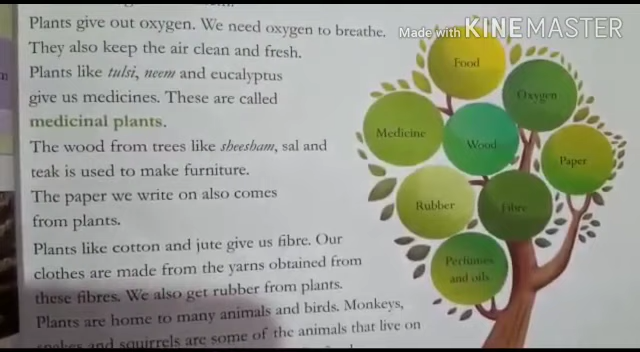 Plants give out oxygen. We need oxygen to breathe.
They also keep the air clean and fresh.
Plants like tulsi, neem and eucalyptus
give us medicines. These are called
medicinal plants.
The wood from trees like sheesham, sal and
teak is used to make furniture.
The paper we write on also comes
from plants.
Plants like cotton and jute give us fibre. Our
clothes are made from the yarns obtained from
these fibres. We also get rubber from plants.
Plants are home to many animals and birds. Monkeys,
snakes and squirrels are some of the animals that live on
Made with KINEMASTER
Food
Oxygen
Medicine
Wood
Paper
Rubber
Fibre
Perfumes
and oils